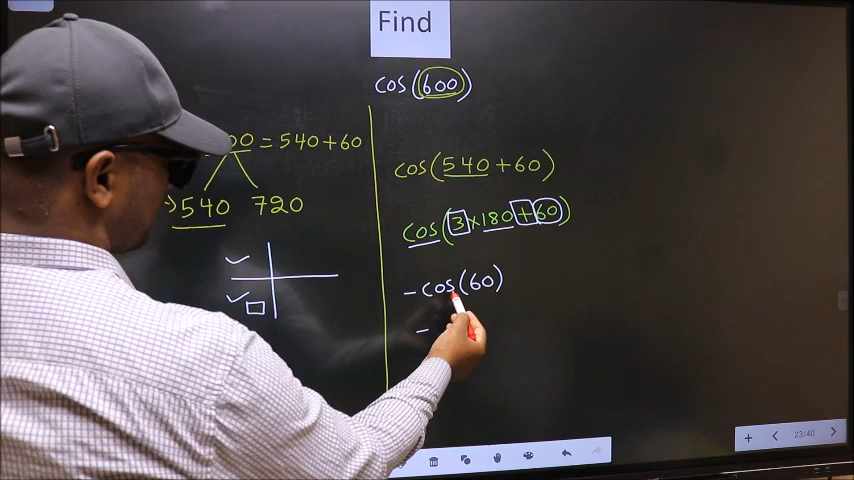 Find
cos(600)
00 = 540+60
540 720
cos(540+60)
cos(3×180+60)
-cos(60)
-
23/40